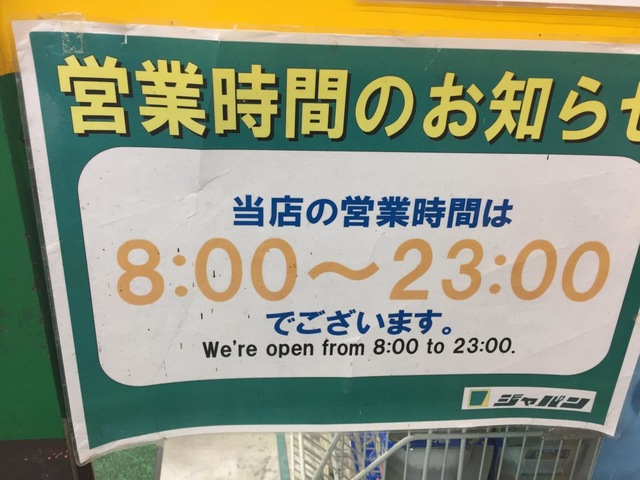 営業時間のお知らせ
当店の営業時間は
8:00～23:00
でございます。
We're open from 8:00 to 23:00.
ジャパン